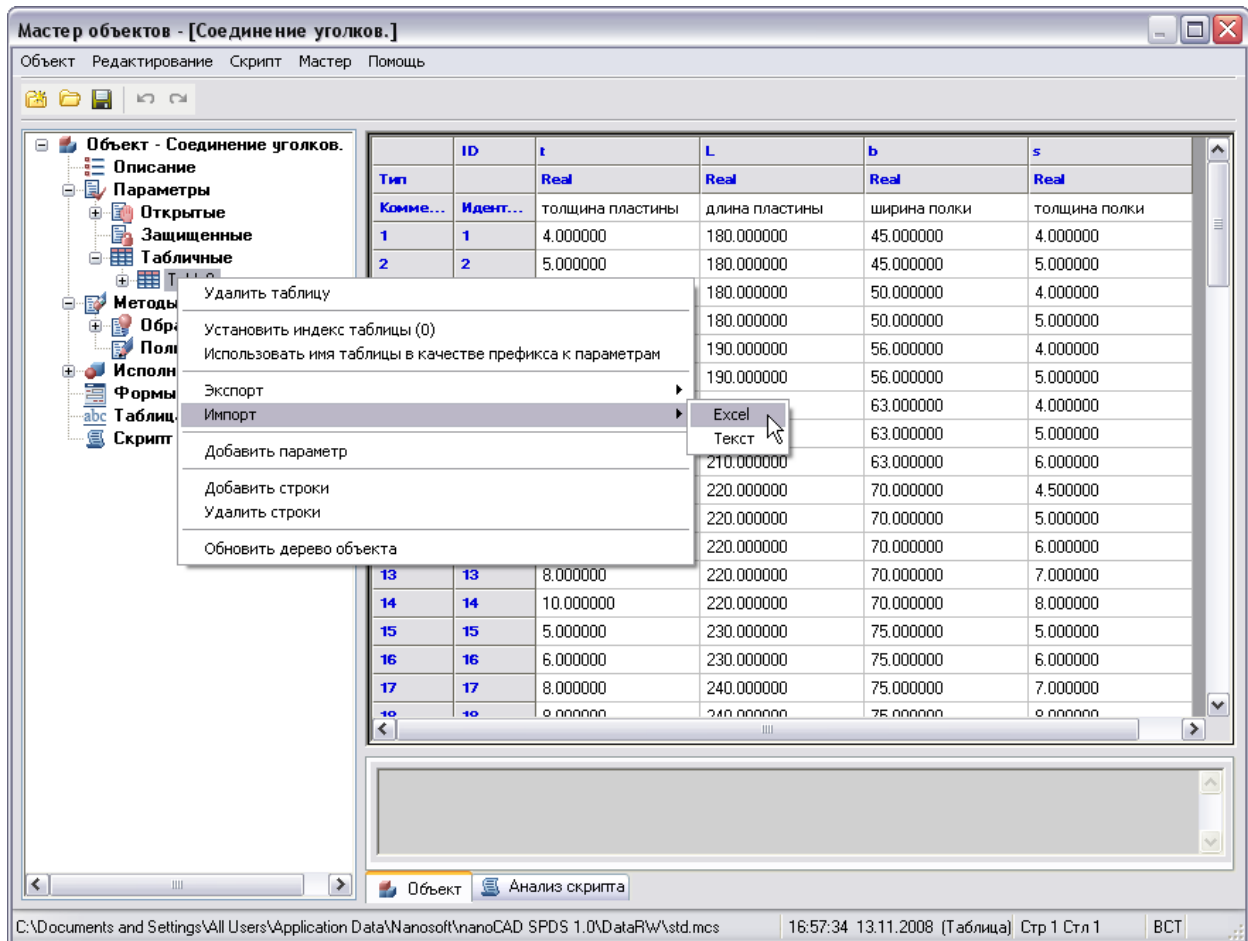 Мастер объектов - [Соединение уголков.]
Объект Редактирование Скрипт Мастер Помощь
Объект - Соединение уголков.
Описание
Параметры
Открытые
Защищенные
Табличные
Методы
Исполн
Формы
abc Таблиц
Скрипт
Удалить таблицу
Установить индекс таблицы (0)
Использовать имя таблицы в качестве префикса к параметрам
Экспорт
Импорт
Добавить параметр
Добавить строки
Удалить строки
Обновить дерево объекта
Excel
Текст
ID t L b s
Тип Real Real Real Real
Комме... Идент... толщина пластины длина пластины ширина полки толщина полки
1 1 4.000000 180.000000 45.000000 4.000000
2 2 5.000000 180.000000 45.000000 5.000000
180.000000 50.000000 4.000000
180.000000 50.000000 5.000000
190.000000 56.000000 4.000000
190.000000 56.000000 5.000000
63.000000 4.000000
63.000000 5.000000
210.000000 63.000000 6.000000
220.000000 70.000000 4.500000
220.000000 70.000000 5.000000
220.000000 70.000000 6.000000
13 13 8.000000 220.000000 70.000000 7.000000
14 14 10.000000 220.000000 70.000000 8.000000
15 15 5.000000 230.000000 75.000000 5.000000
16 16 6.000000 230.000000 75.000000 6.000000
17 17 8.000000 240.000000 75.000000 7.000000
Объект Анализ скрипта
C:\Documents and Settings\All Users\Application Data\Nanosoft\nanoCAD SPDS 1.0\DataRW\std.mcs 16:57:34 13.11.2008 (Таблица) Стр 1 Стл 1 ВСТ